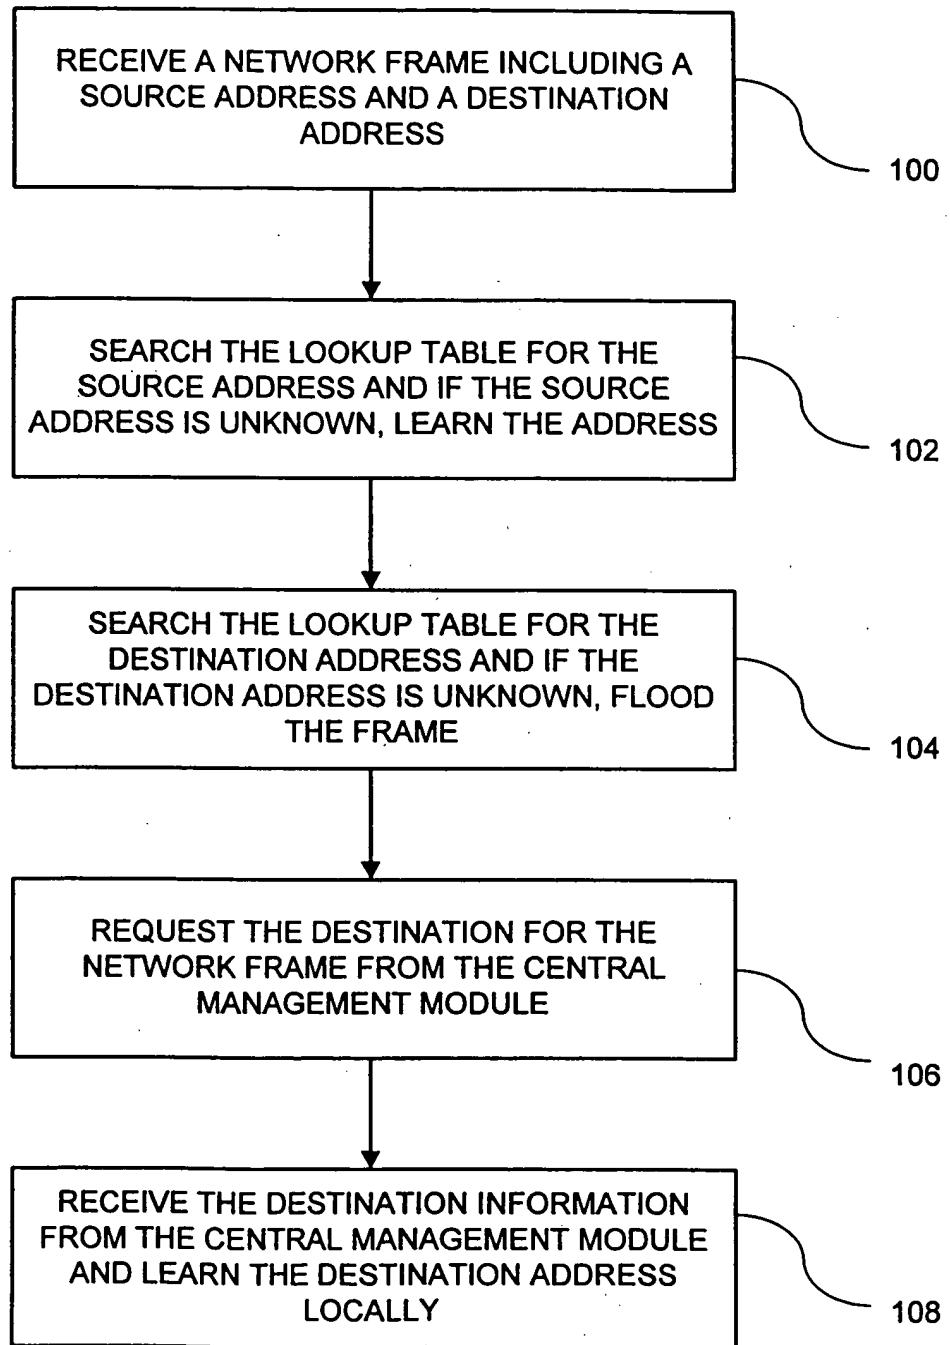 RECEIVE A NETWORK FRAME INCLUDING A
SOURCE ADDRESS AND A DESTINATION
ADDRESS
100
SEARCH THE LOOKUP TABLE FOR THE
SOURCE ADDRESS AND IF THE SOURCE
ADDRESS IS UNKNOWN, LEARN THE ADDRESS
102
SEARCH THE LOOKUP TABLE FOR THE
DESTINATION ADDRESS AND IF THE
DESTINATION ADDRESS IS UNKNOWN, FLOOD
THE FRAME
104
REQUEST THE DESTINATION FOR THE
NETWORK FRAME FROM THE CENTRAL
MANAGEMENT MODULE
106
RECEIVE THE DESTINATION INFORMATION
FROM THE CENTRAL MANAGEMENT MODULE
AND LEARN THE DESTINATION ADDRESS
LOCALLY
108